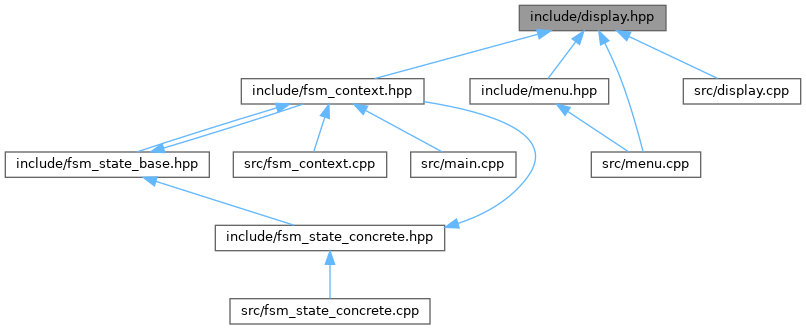 include/display.hpp
include/fsm_context.hpp
include/menu.hpp
src/display.cpp
include/fsm_state_base.hpp
src/fsm_context.cpp
src/main.cpp
src/menu.cpp
include/fsm_state_concrete.hpp
src/fsm_state_concrete.cpp